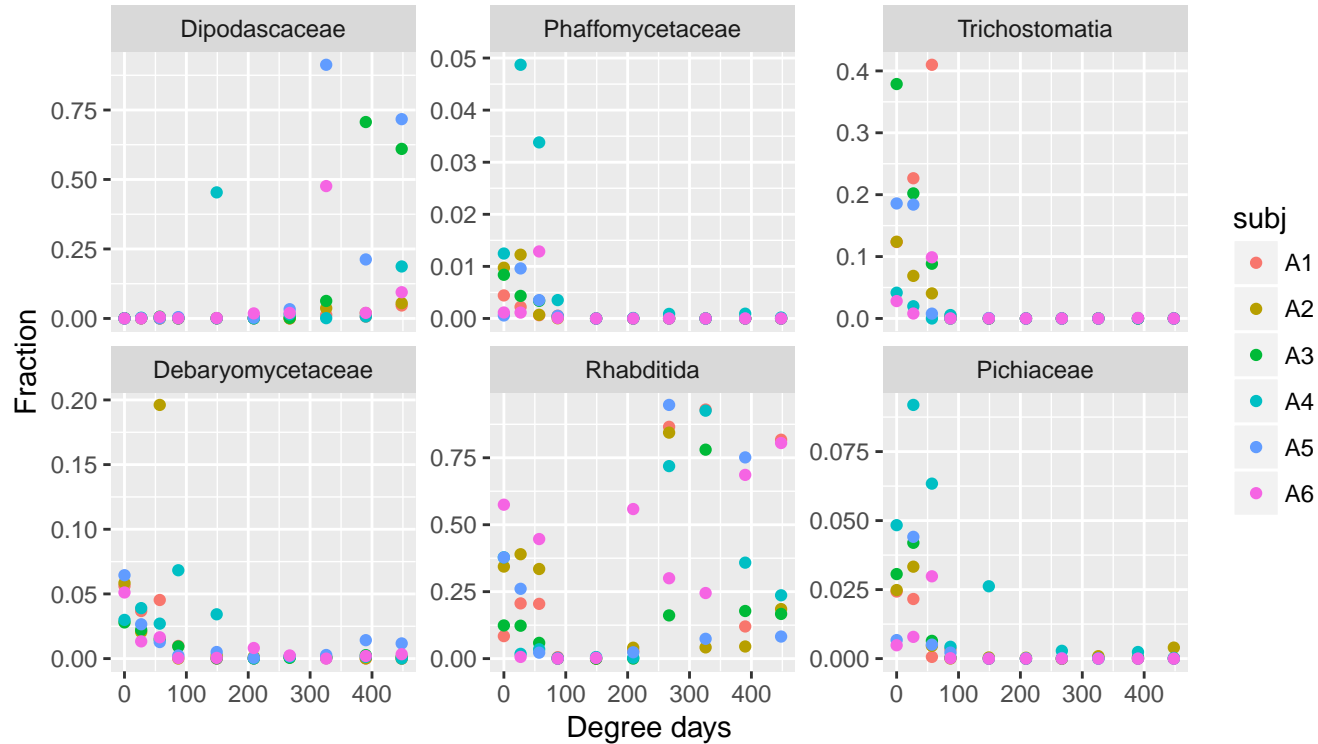 Dipodascaceae Phaffomycetaceae Trichostomatia
0.75
0.50
0.25
0.00
0.05
0.04
0.03
0.02
0.01
0.00
0.4
0.3
0.2
0.1
0.0
Debaryomycetaceae Rhabditida Pichiaceae
0.20
0.15
0.10
0.05
0.00
0.75
0.50
0.25
0.00
0.075
0.050
0.025
0.000
0 100 200 300 400 0 100 200 300 400 0 100 200 300 400
Degree days
Fraction
subj
A1
A2
A3
A4
A5
A6